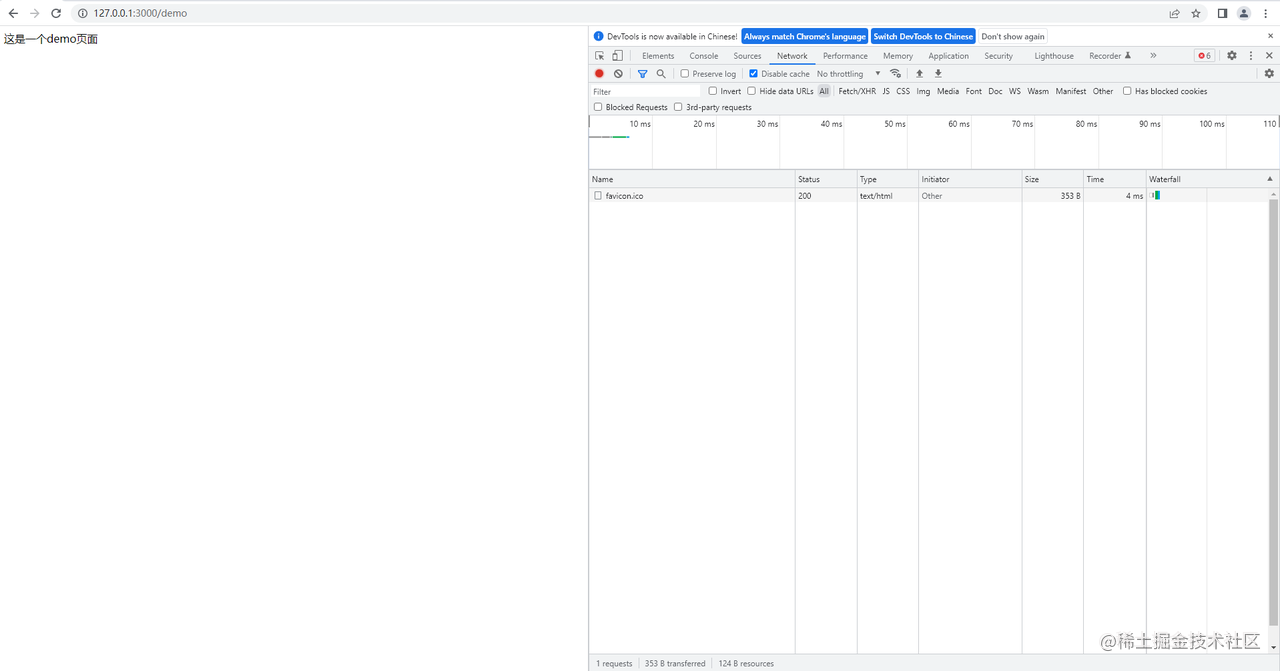 127.0.0.1:3000/demo
这是一个demo页面
DevTools is now available in Chinese! Always match Chrome's language Switch DevTools to Chinese Don't show again
Elements Console Sources Network Performance Memory Application Security Lighthouse Recorder 6
Preserve log Disable cache No throttling
Filter Invert Hide data URLs All Fetch/XHR JS CSS Img Media Font Doc WS Wasm Manifest Other Has blocked cookies
Blocked Requests 3rd-party requests
10 ms 20 ms 30 ms 40 ms 50 ms 60 ms 70 ms 80 ms 90 ms 100 ms 110
Name Status Type Initiator Size Time Waterfall
favicon.ico 200 text/html Other 353 B 4 ms
@稀土掘金技术社区
1 requests 353 B transferred 124 B resources